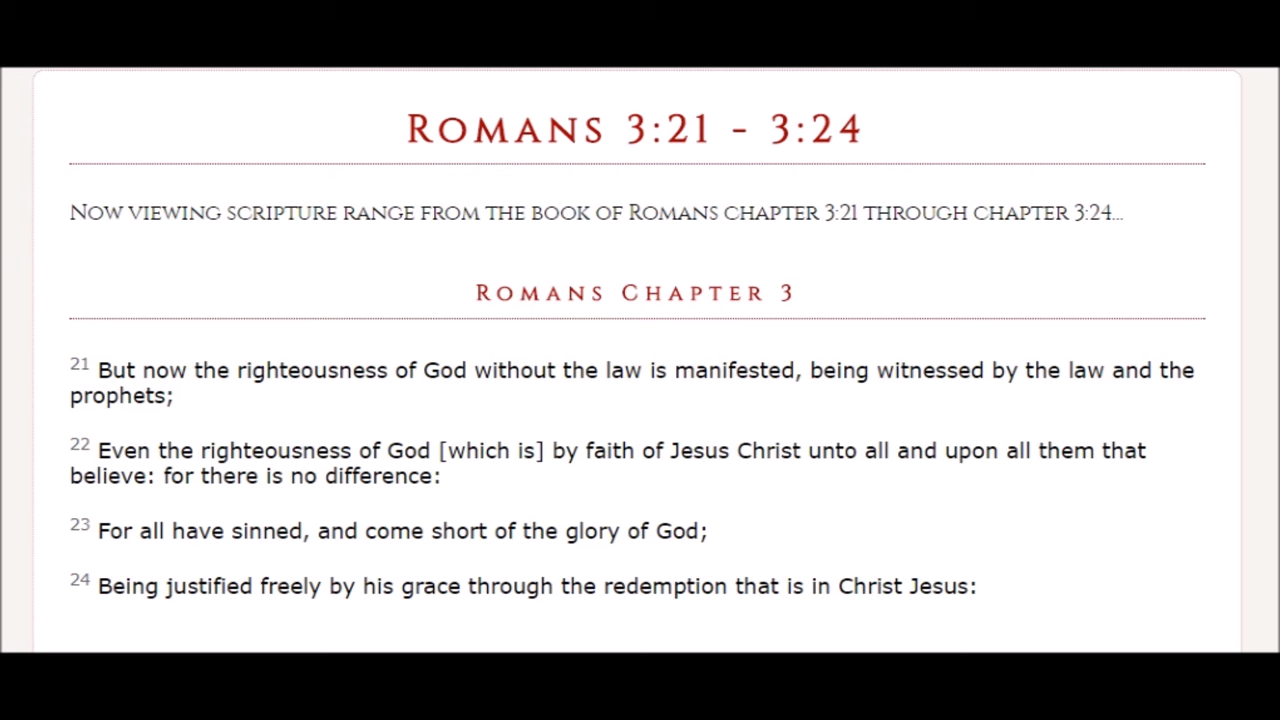 Romans 3:21 - 3:24
Now viewing scripture range from the book of Romans chapter 3:21 through chapter 3:24...
Romans Chapter 3
21 But now the righteousness of God without the law is manifested, being witnessed by the law and the
prophets;
22 Even the righteousness of God [which is] by faith of Jesus Christ unto all and upon all them that
believe: for there is no difference:
23 For all have sinned, and come short of the glory of God;
24 Being justified freely by his grace through the redemption that is in Christ Jesus: